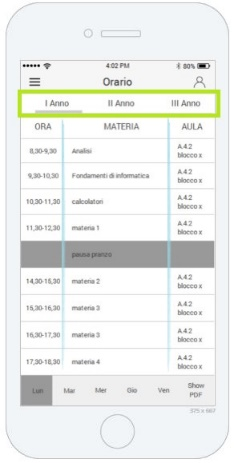 4:02 PM 80%
Orario
I Anno II Anno III Anno
ORA MATERIA AULA
8,30-9,30 Analisi A.4.2 blocco x
9,30-10,30 Fondamenti di informatica A.4.2 blocco x
10,30-11,30 calcolatori A.4.2 blocco x
11,30-12,30 materia 1 A.4.2 blocco x
pausa pranzo
14,30-15,30 materia 2 A.4.2 blocco x
15,30-16,30 materia 3 A.4.2 blocco x
16,30-17,30 materia 3 A.4.2 blocco x
17,30-18,30 materia 4 A.4.2 blocco x
Lun Mar Mer Gio Ven Show PDF
375 x 667